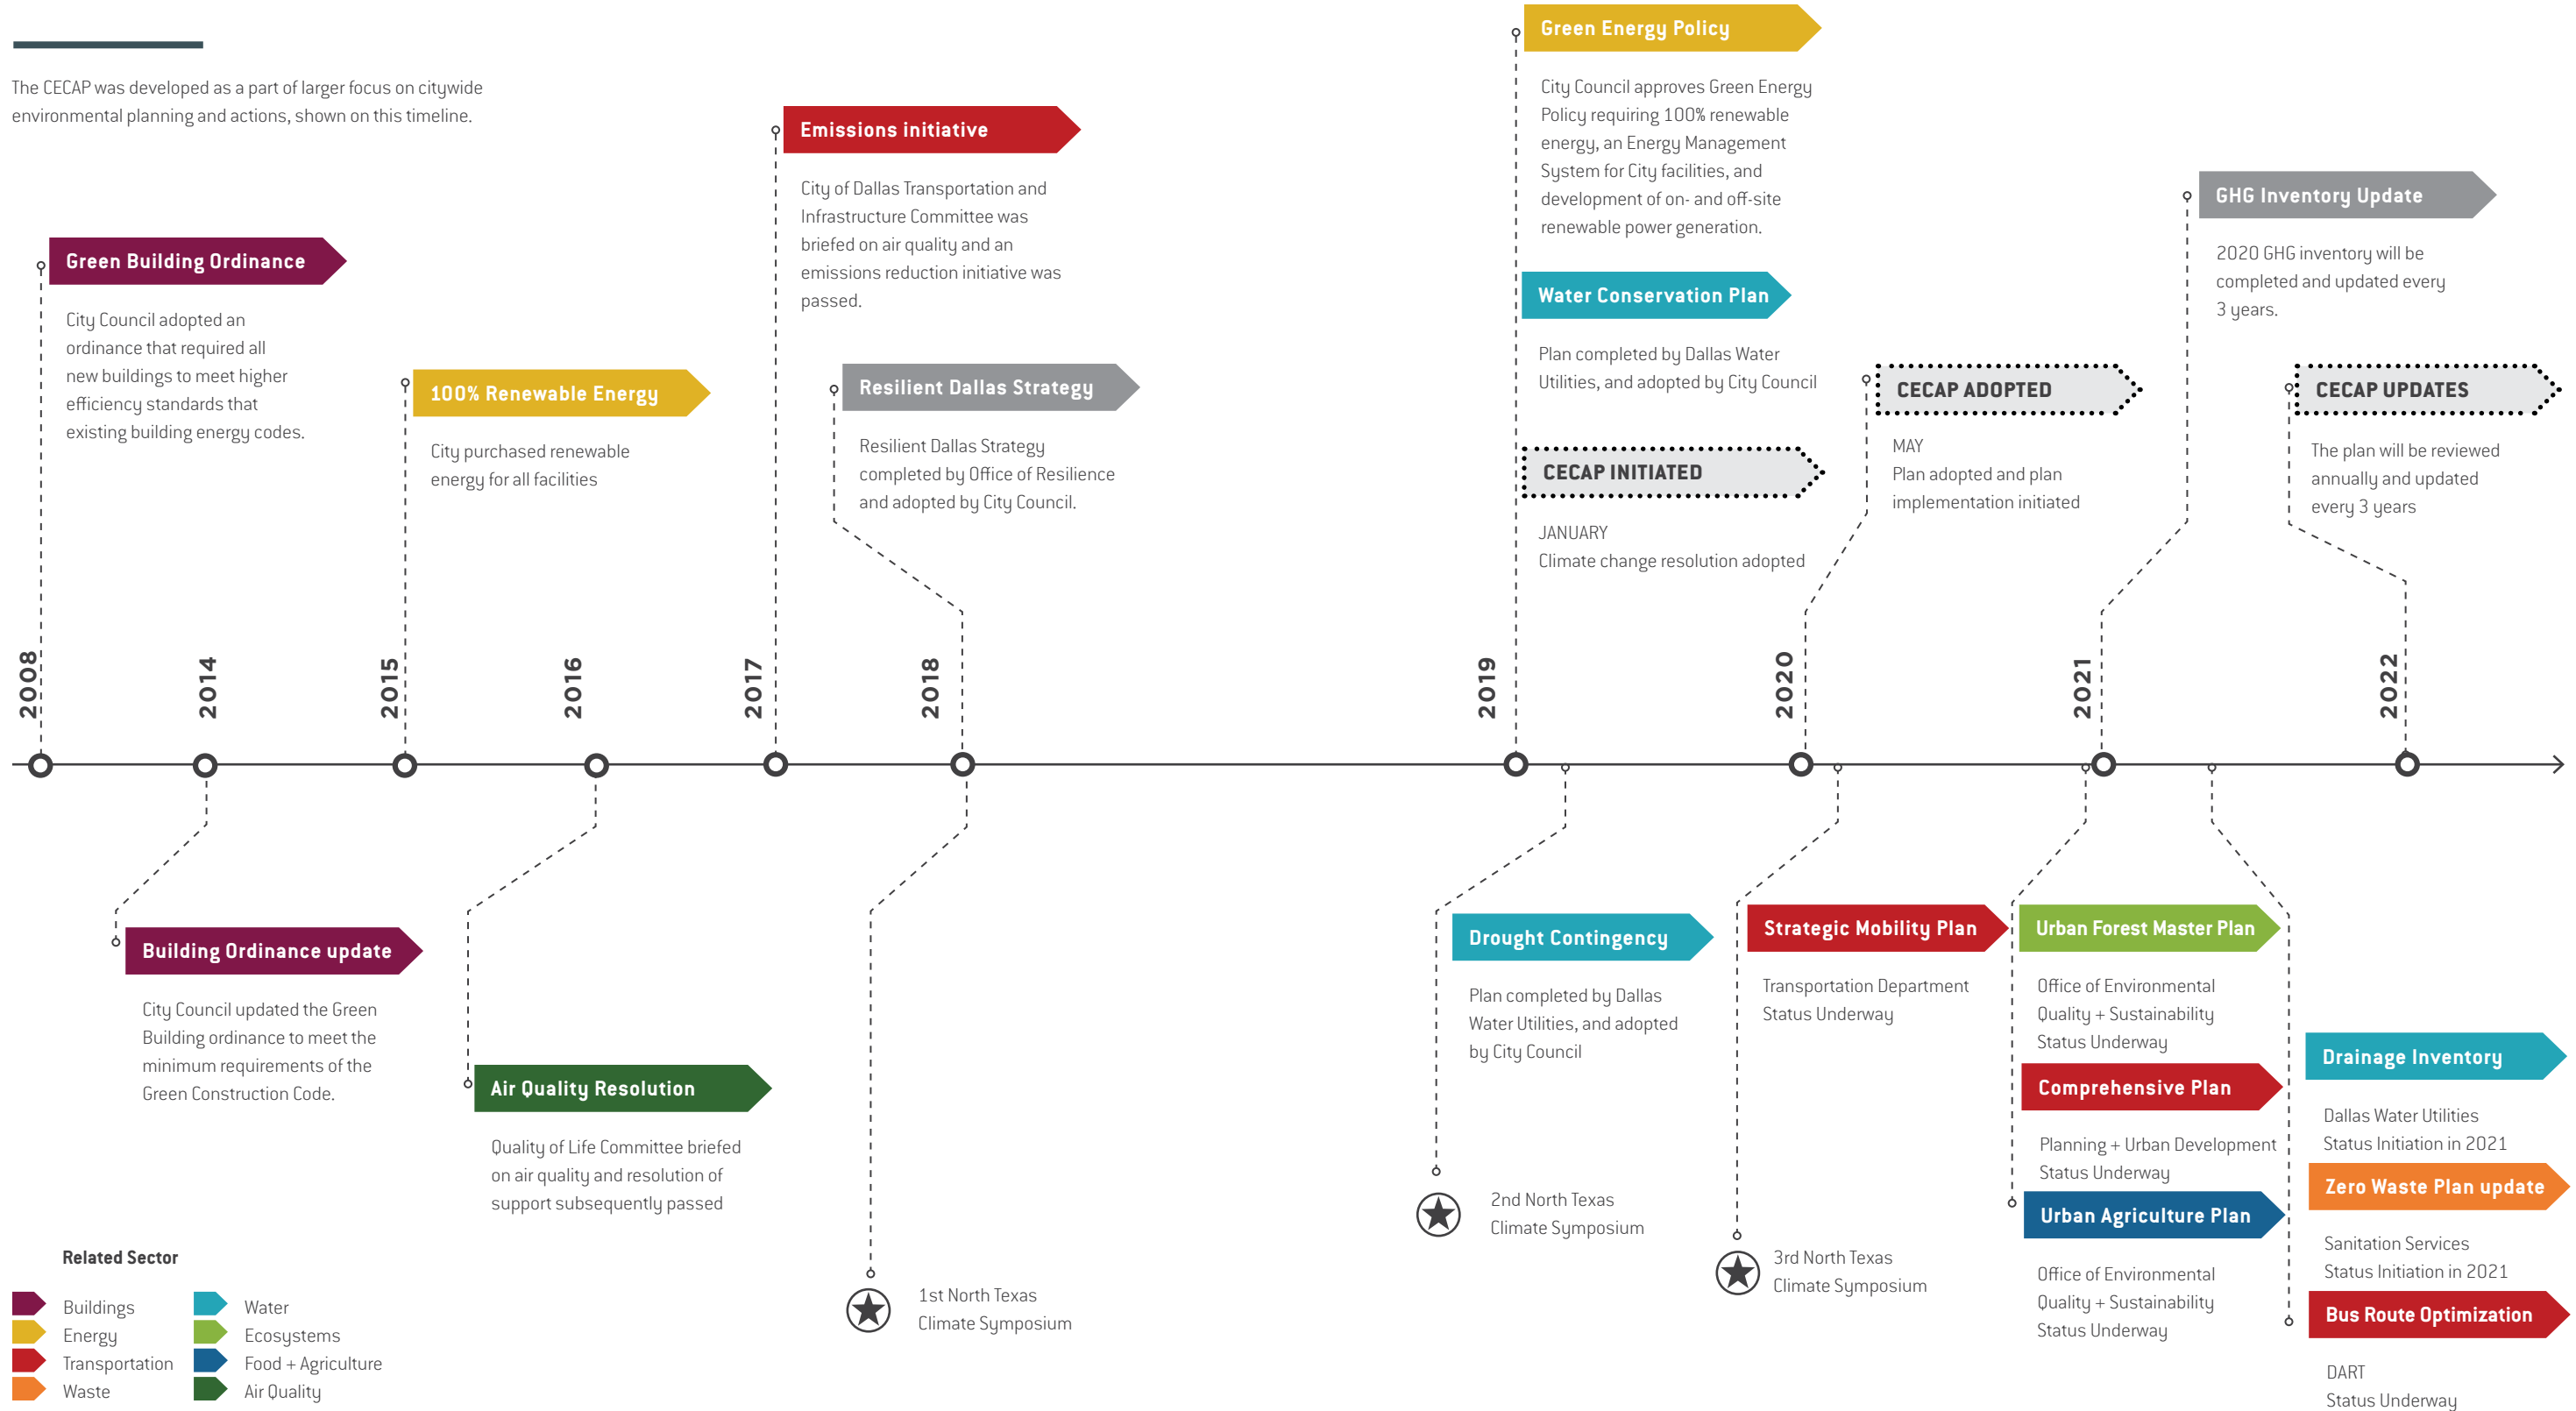 The CECAP was developed as a part of larger focus on citywide
environmental planning and actions, shown on this timeline.
Green Building Ordinance
City Council adopted an
ordinance that required all
new buildings to meet higher
efficiency standards that
existing building energy codes.
100% Renewable Energy
City purchased renewable
energy for all facilities
Emissions initiative
City of Dallas Transportation and
Infrastructure Committee was
briefed on air quality and an
emissions reduction initiative was
passed.
Resilient Dallas Strategy
Resilient Dallas Strategy
completed by Office of Resilience
and adopted by City Council.
Green Energy Policy
City Council approves Green Energy
Policy requiring 100% renewable
energy, an Energy Management
System for City facilities, and
development of on- and off-site
renewable power generation.
Water Conservation Plan
Plan completed by Dallas Water
Utilities, and adopted by City Council
CECAP INITIATED
JANUARY
Climate change resolution adopted
CECAP ADOPTED
MAY
Plan adopted and plan
implementation initiated
GHG Inventory Update
2020 GHG inventory will be
completed and updated every
3 years.
CECAP UPDATES
The plan will be reviewed
annually and updated
every 3 years
2008
2014
2015
2016
2017
2018
2019
2020
2021
2022
Building Ordinance update
City Council updated the Green
Building ordinance to meet the
minimum requirements of the
Green Construction Code.
Air Quality Resolution
Quality of Life Committee briefed
on air quality and resolution of
support subsequently passed
1st North Texas
Climate Symposium
Drought Contingency
Plan completed by Dallas
Water Utilities, and adopted
by City Council
2nd North Texas
Climate Symposium
Strategic Mobility Plan
Transportation Department
Status Underway
3rd North Texas
Climate Symposium
Urban Forest Master Plan
Office of Environmental
Quality + Sustainability
Status Underway
Comprehensive Plan
Planning + Urban Development
Status Underway
Urban Agriculture Plan
Office of Environmental
Quality + Sustainability
Status Underway
Drainage Inventory
Dallas Water Utilities
Status Initiation in 2021
Zero Waste Plan update
Sanitation Services
Status Initiation in 2021
Bus Route Optimization
DART
Status Underway
Related Sector
Buildings
Energy
Transportation
Waste
Water
Ecosystems
Food + Agriculture
Air Quality